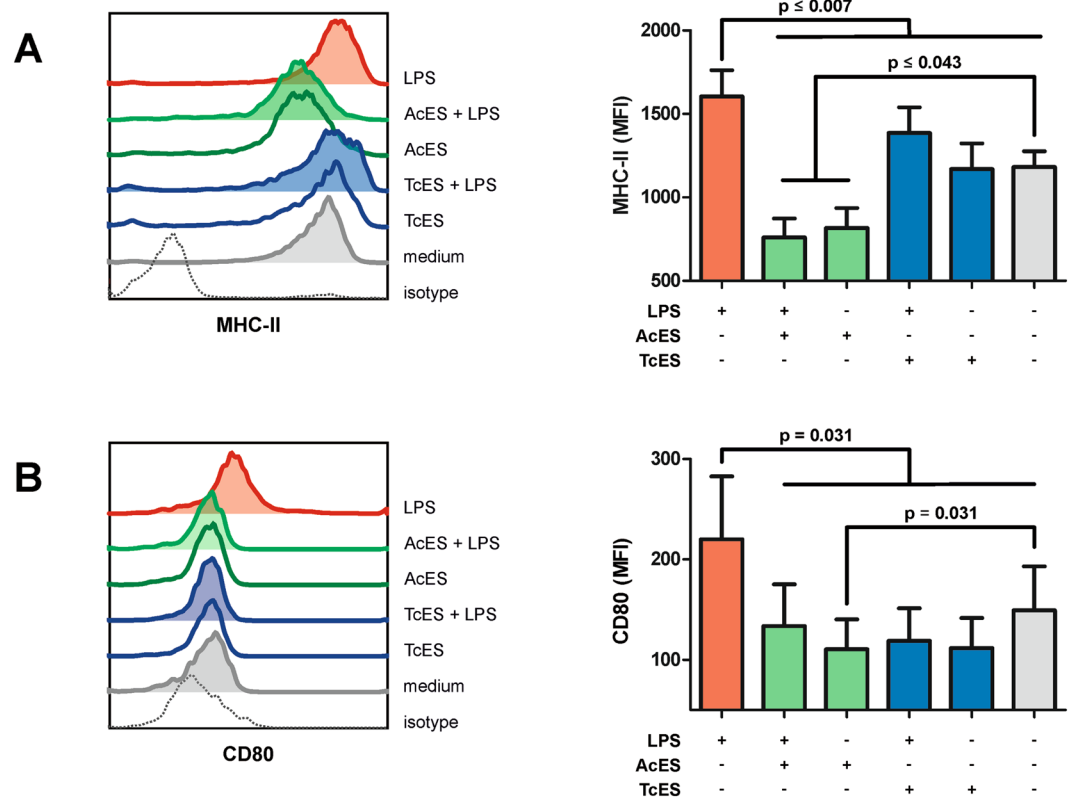 A
LPS
AcES + LPS
AcES
TcES + LPS
TcES
medium
isotype
MHC-II
p ≤ 0.007
p ≤ 0.043
MHC-II (MFI)
2000
1500
1000
500
LPS + + - + - -
AcES - + + - - -
TcES - - - + + -
B
LPS
AcES + LPS
AcES
TcES + LPS
TcES
medium
isotype
CD80
p = 0.031
p = 0.031
CD80 (MFI)
300
200
100
LPS + + - + - -
AcES - + + - - -
TcES - - - + + -